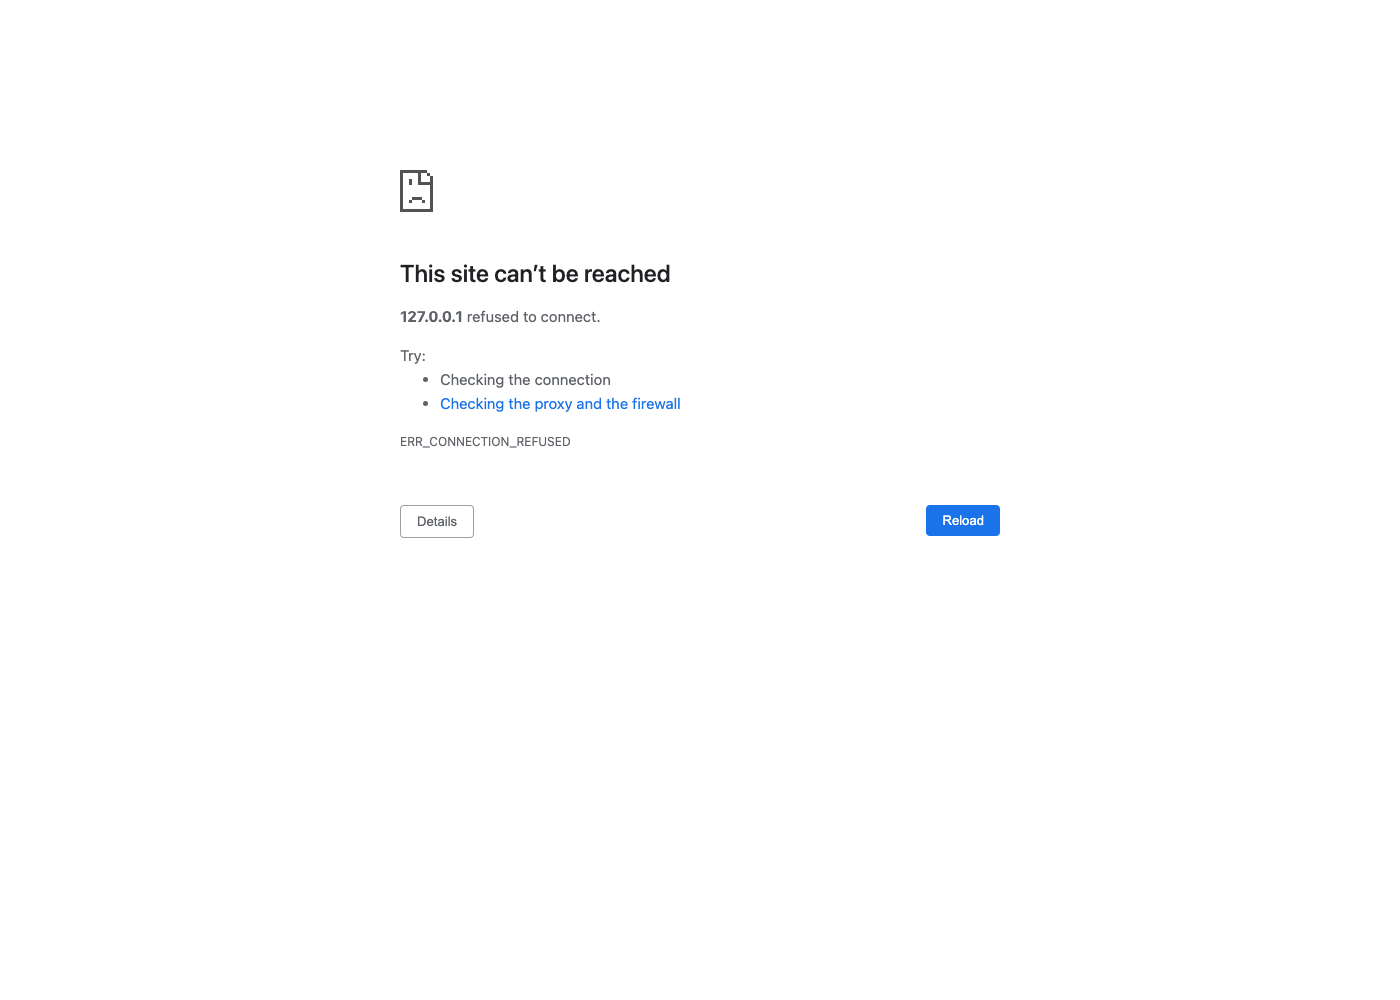 This site can’t be reached
127.0.0.1 refused to connect.
Try:
Checking the connection
Checking the proxy and the firewall
ERR_CONNECTION_REFUSED
Details
Reload